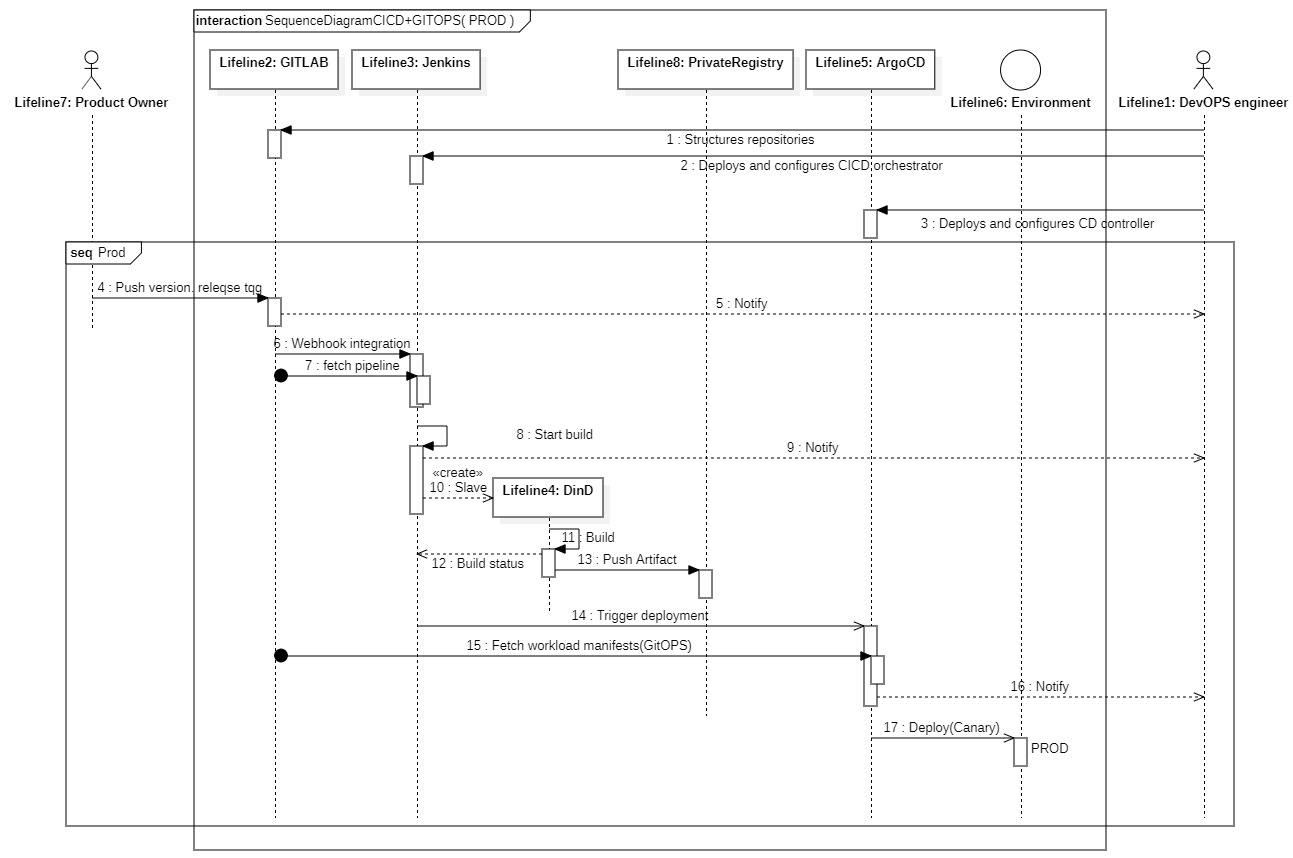 interaction SequenceDiagramCICD+GITOPS( PROD )
Lifeline2: GITLAB
Lifeline3: Jenkins
Lifeline8: PrivateRegistry
Lifeline5: ArgoCD
Lifeline7: Product Owner
Lifeline6: Environment
Lifeline1: DevOPS engineer
1 : Structures repositories
2 : Deploys and configures CICD orchestrator
3 : Deploys and configures CD controller
seq Prod
4 : Push version, releqse tqg
5 : Notify
6 : Webhook integration
7 : fetch pipeline
8 : Start build
9 : Notify
«create»
10 : Slave
Lifeline4: DinD
11 : Build
12 : Build status
13 : Push Artifact
14 : Trigger deployment
15 : Fetch workload manifests(GitOPS)
16 : Notify
17 : Deploy(Canary)
PROD